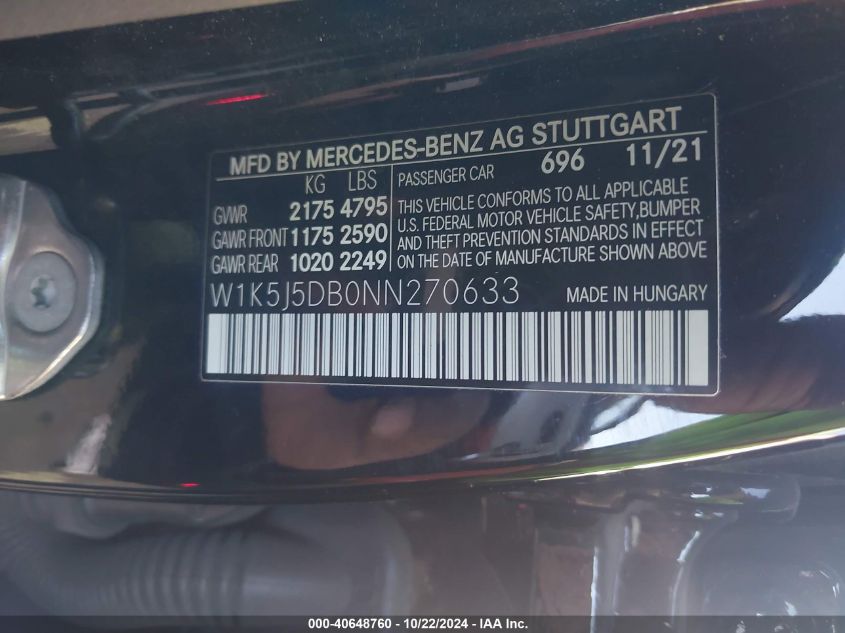 MFD BY MERCEDES-BENZ AG STUTTGART
KG LBS
GVWR 2175 4795
GAWR FRONT 1175 2590
GAWR REAR 1020 2249
PASSENGER CAR 696 11/21
THIS VEHICLE CONFORMS TO ALL APPLICABLE
U.S. FEDERAL MOTOR VEHICLE SAFETY,BUMPER
AND THEFT PREVENTION STANDARDS IN EFFECT
ON THE DATE OF MANUFACTURE SHOWN ABOVE
W1K5J5DB0NN270633 MADE IN HUNGARY
000-40648760 - 10/22/2024 - IAA Inc.